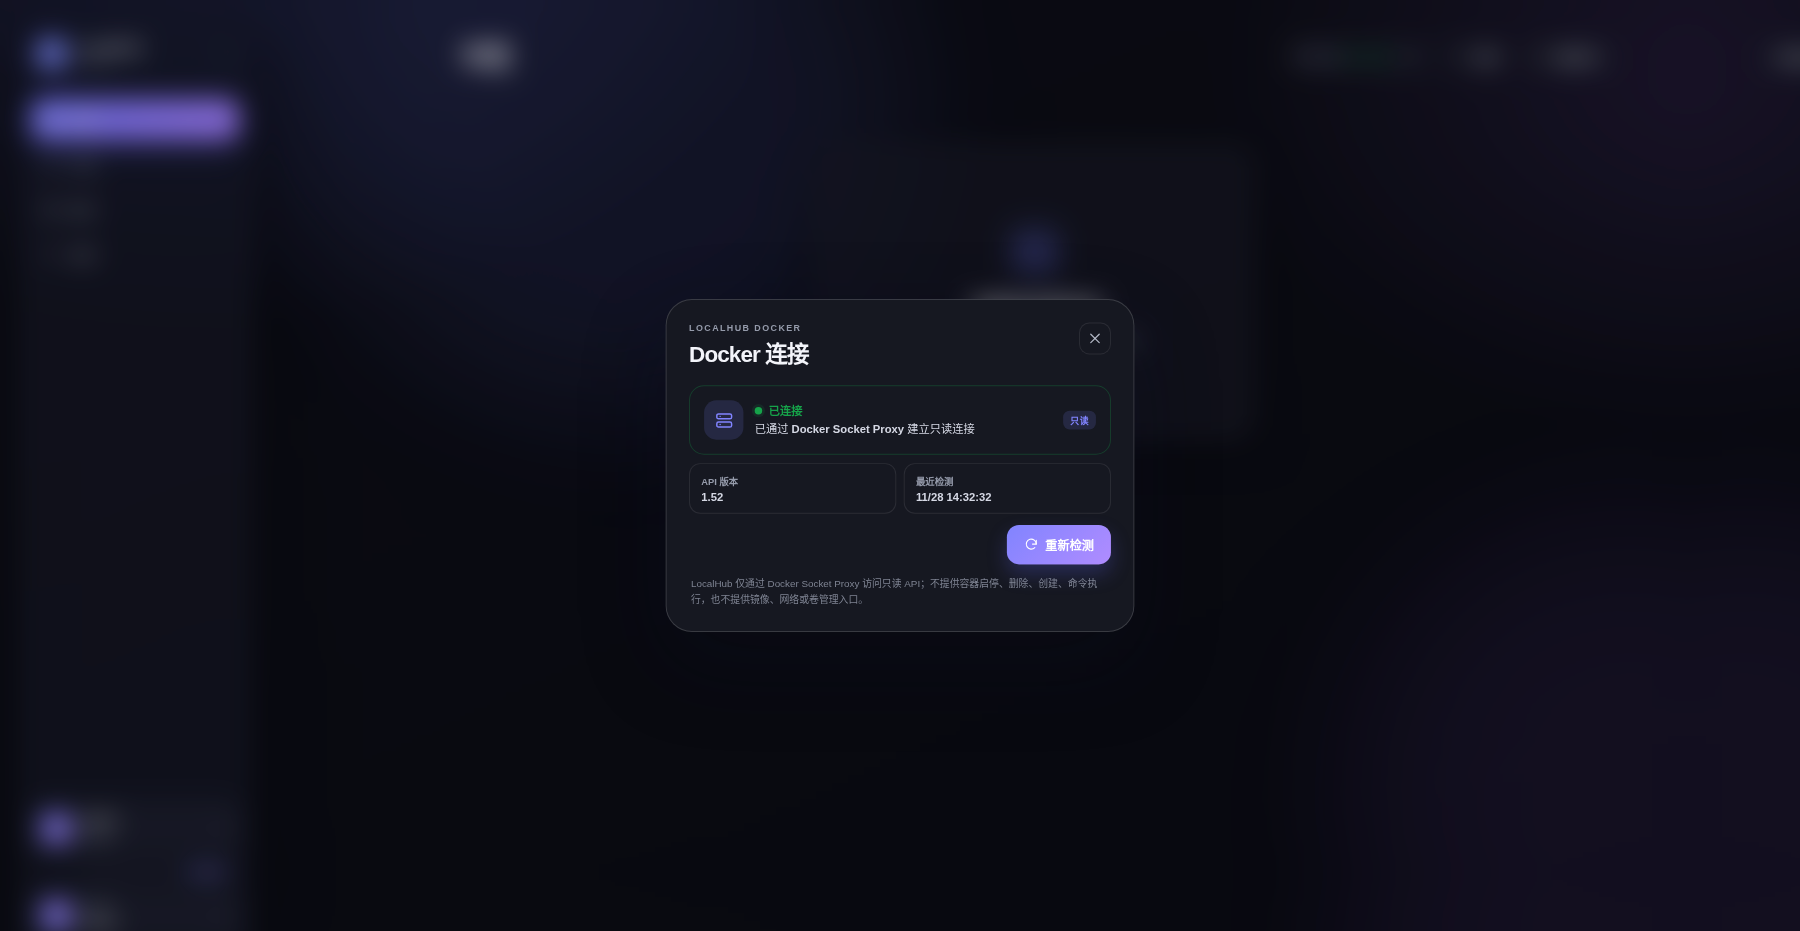 LOCALHUB DOCKER
Docker 连接
已连接
已通过 Docker Socket Proxy 建立只读连接
只读
API 版本
1.52
最近检测
11/28 14:32:32
重新检测
LocalHub 仅通过 Docker Socket Proxy 访问只读 API；不提供容器启停、删除、创建、命令执
行，也不提供镜像、网络或卷管理入口。